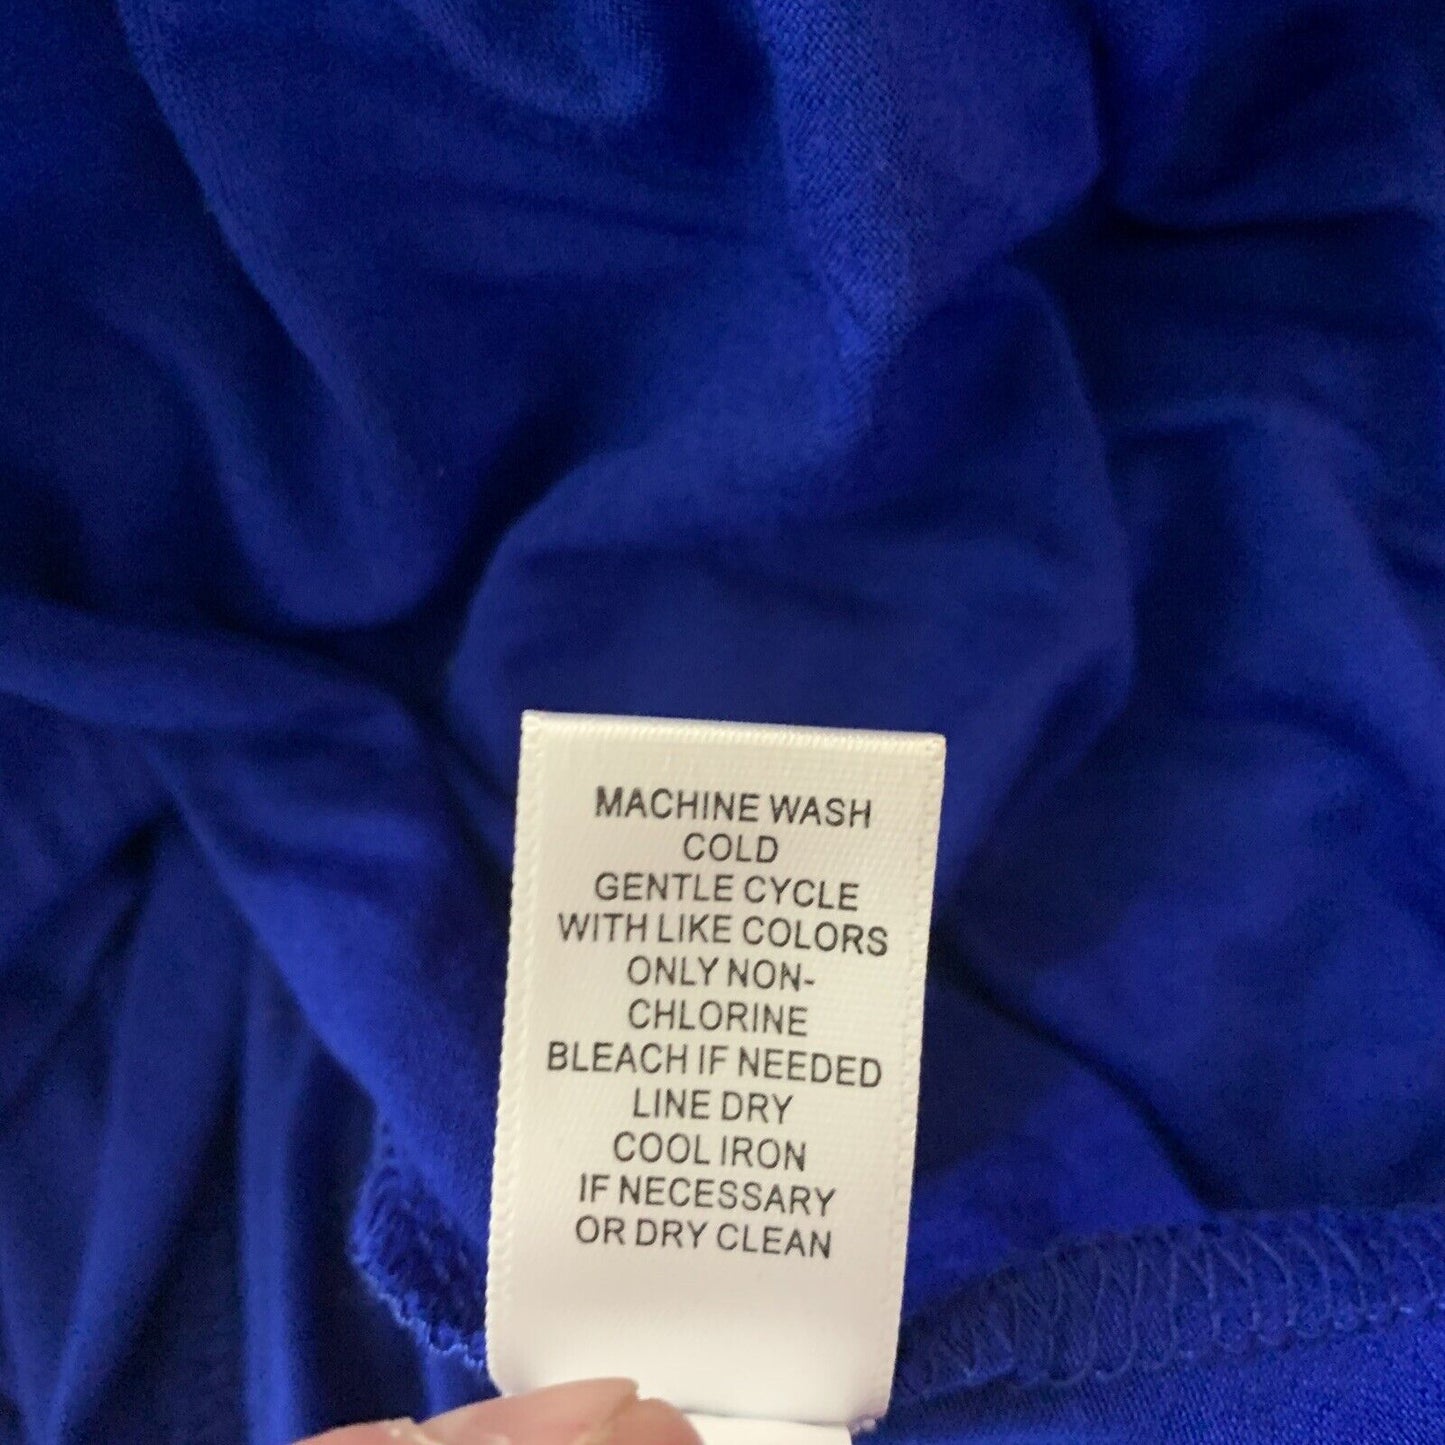 MACHINE WASH
COLD
GENTLE CYCLE
WITH LIKE COLORS
ONLY NON-
CHLORINE
BLEACH IF NEEDED
LINE DRY
COOL IRON
IF NECESSARY
OR DRY CLEAN